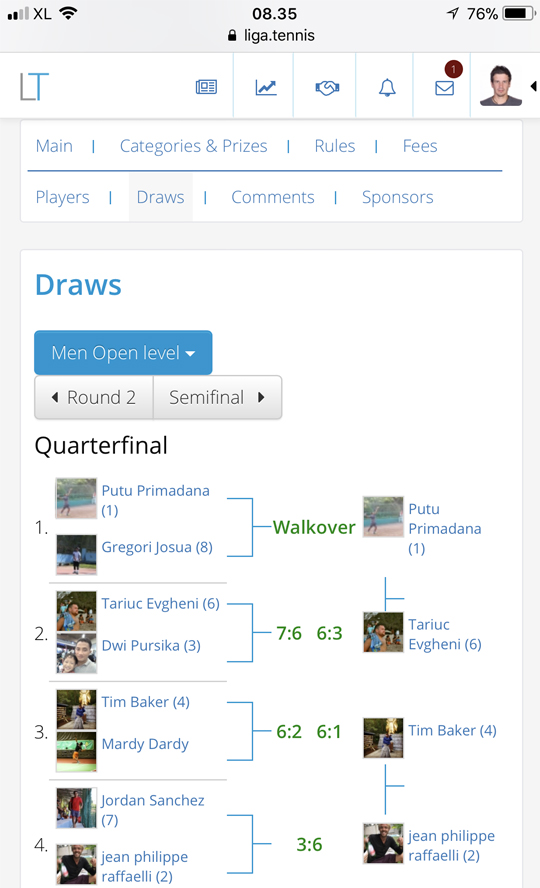 XL 08.35 76%
liga.tennis
LT 1
Main | Categories & Prizes | Rules | Fees
Players | Draws | Comments | Sponsors
Draws
Men Open level
Round 2 Semifinal
Quarterfinal
1. Putu Primadana
(1)
Gregori Josua (8)
Walkover
Putu
Primadana
(1)
2. Tariuc Evgheni (6)
Dwi Pursika (3)
7:6 6:3
Tariuc
Evgheni (6)
3. Tim Baker (4)
Mardy Dardy
6:2 6:1
Tim Baker (4)
4. Jordan Sanchez
(7)
jean philippe
raffaelli (2)
3:6
jean philippe
raffaelli (2)